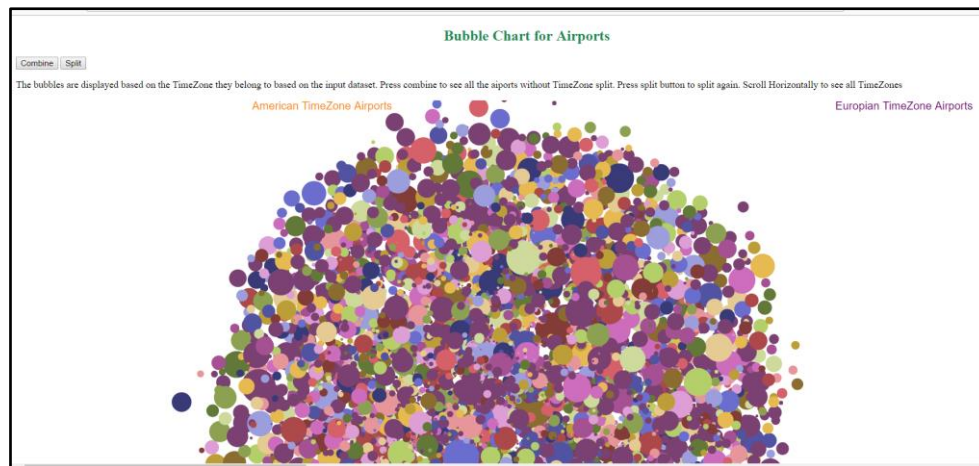 Bubble Chart for Airports
Combine Split
The bubbles are displayed based on the TimeZone they belong to based on the input dataset. Press combine to see all the aiports without TimeZone split. Press split button to split again. Scroll Horizontally to see all TimeZones
American TimeZone Airports Europian TimeZone Airports